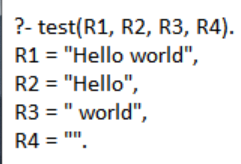 ?- test(R1, R2, R3, R4).
R1 = "Hello world",
R2 = "Hello",
R3 = " world",
R4 = "".